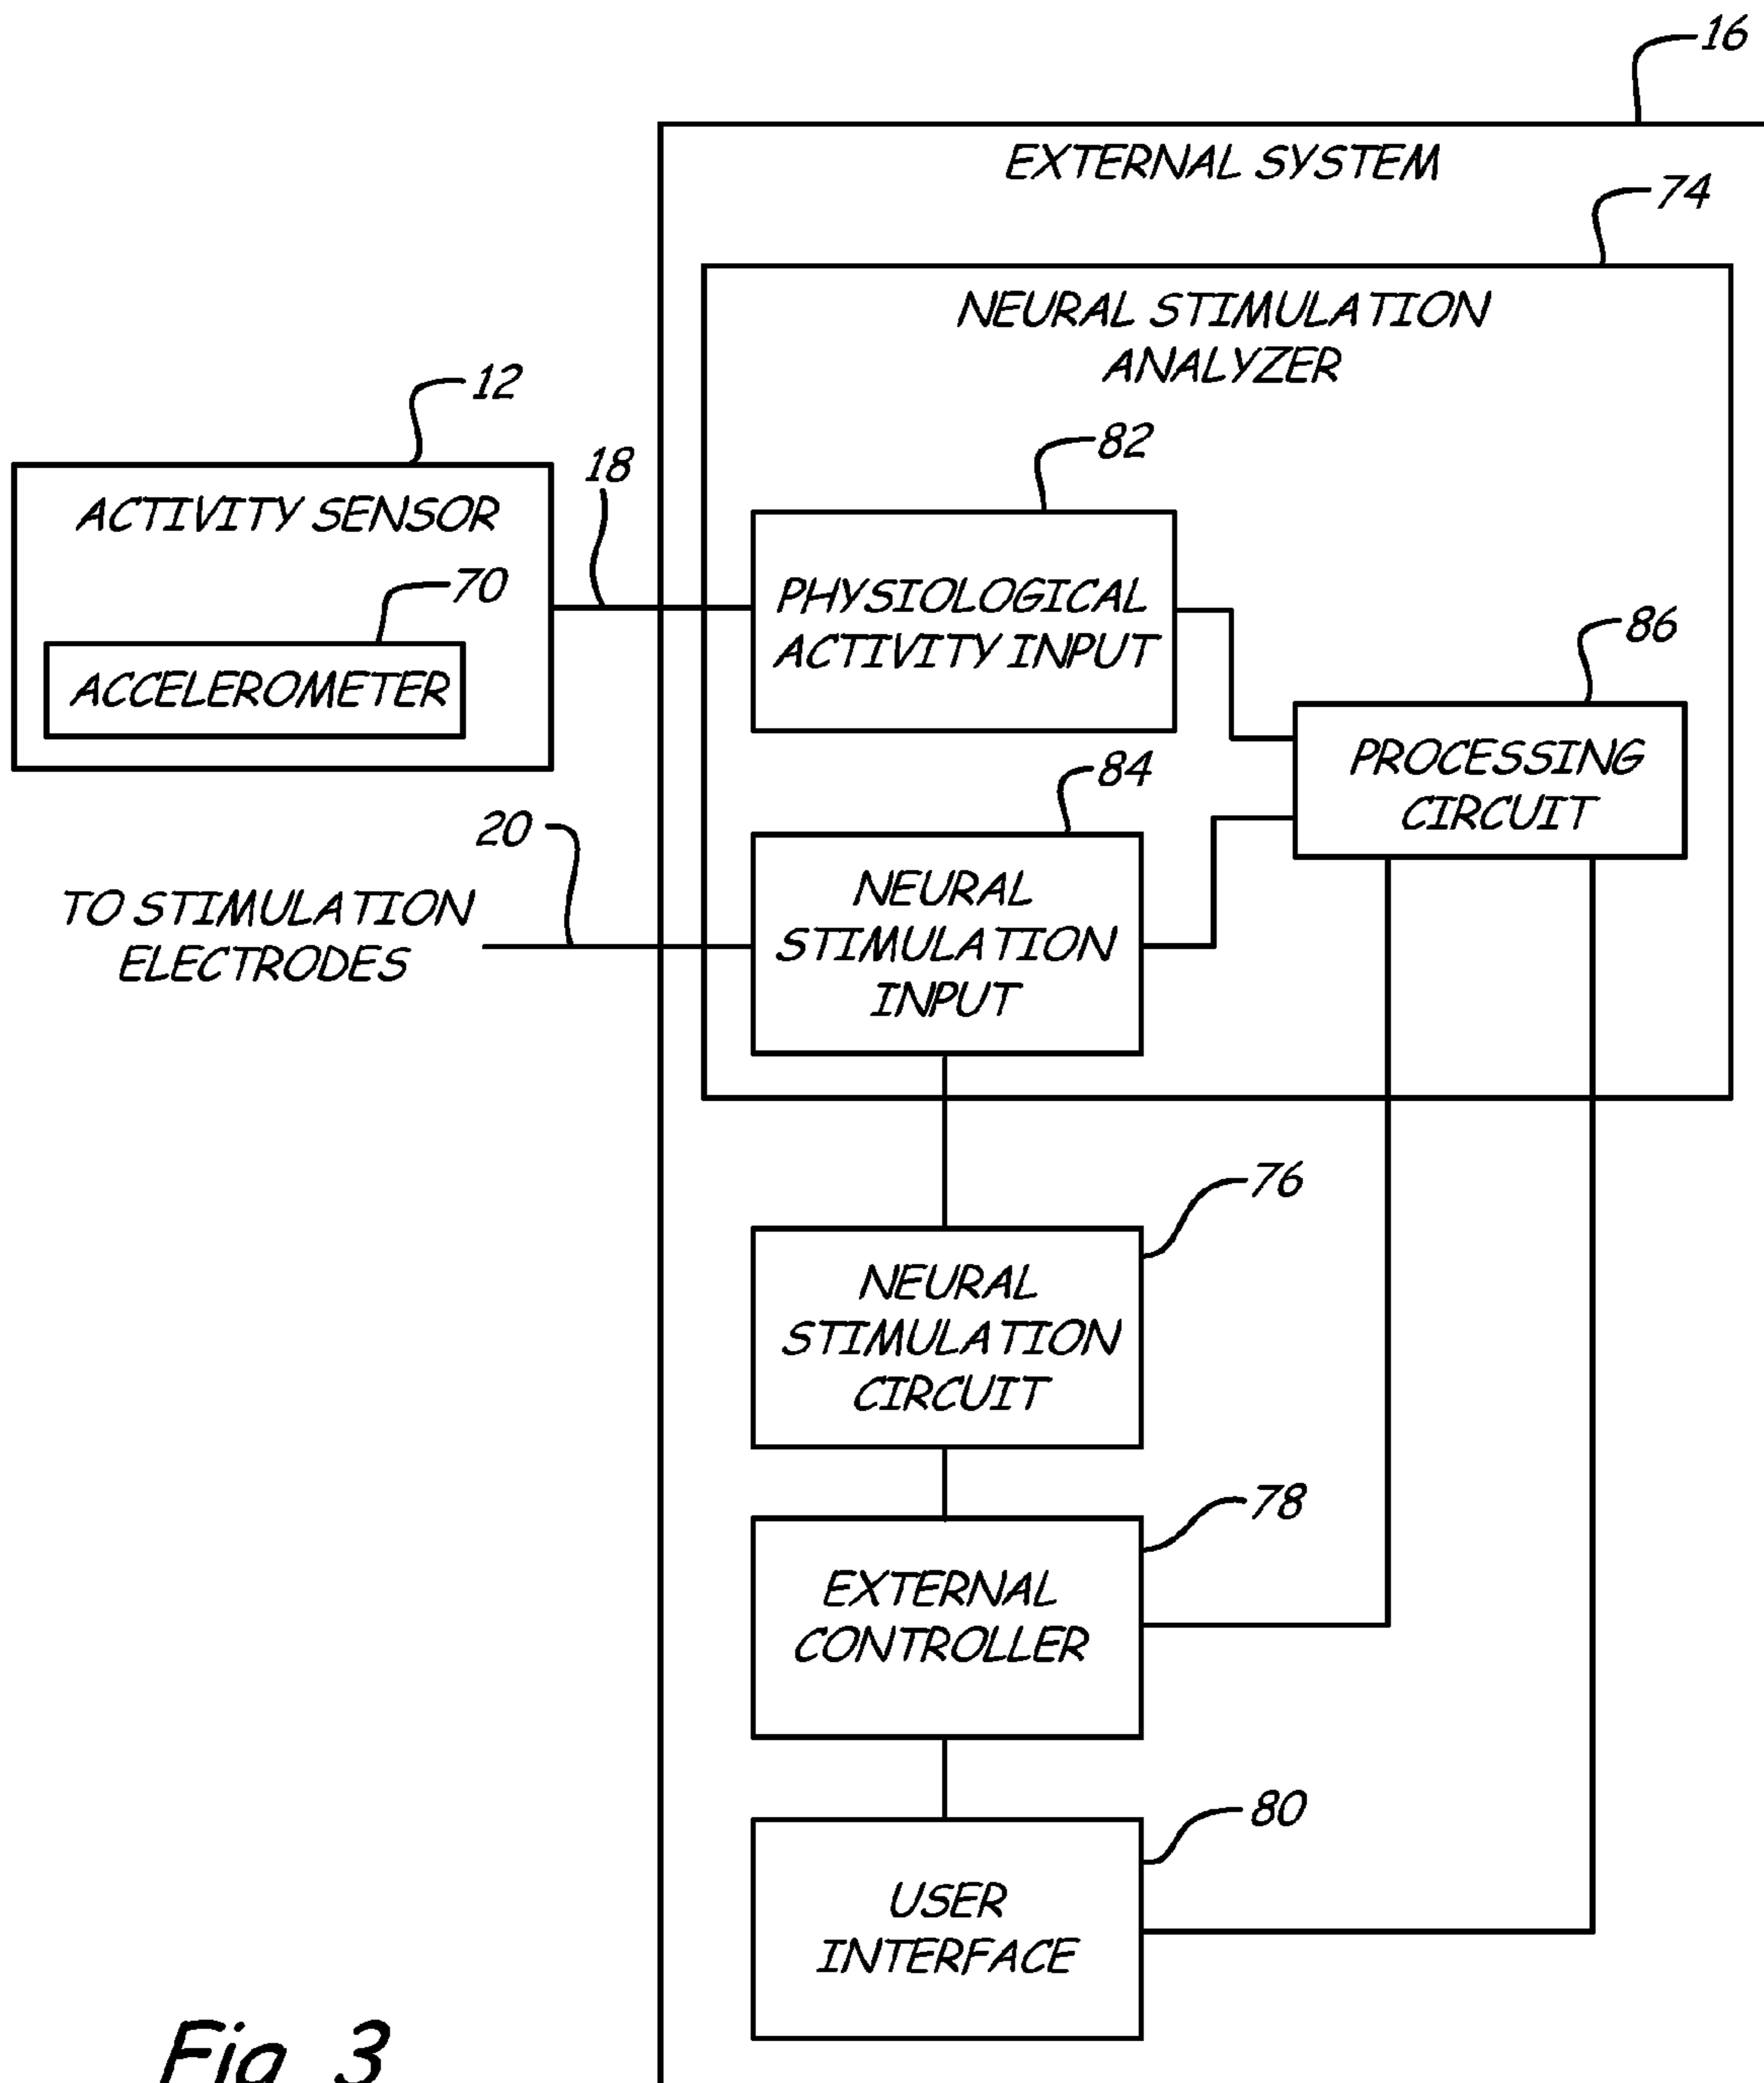 16
EXTERNAL SYSTEM
74
NEURAL STIMULATION
ANALYZER
12
ACTIVITY SENSOR
70
ACCELEROMETER
18
82
PHYSIOLOGICAL
ACTIVITY INPUT
86
PROCESSING
CIRCUIT
84
NEURAL
STIMULATION
INPUT
20
TO STIMULATION
ELECTRODES
76
NEURAL
STIMULATION
CIRCUIT
78
EXTERNAL
CONTROLLER
80
USER
INTERFACE
Fig 3